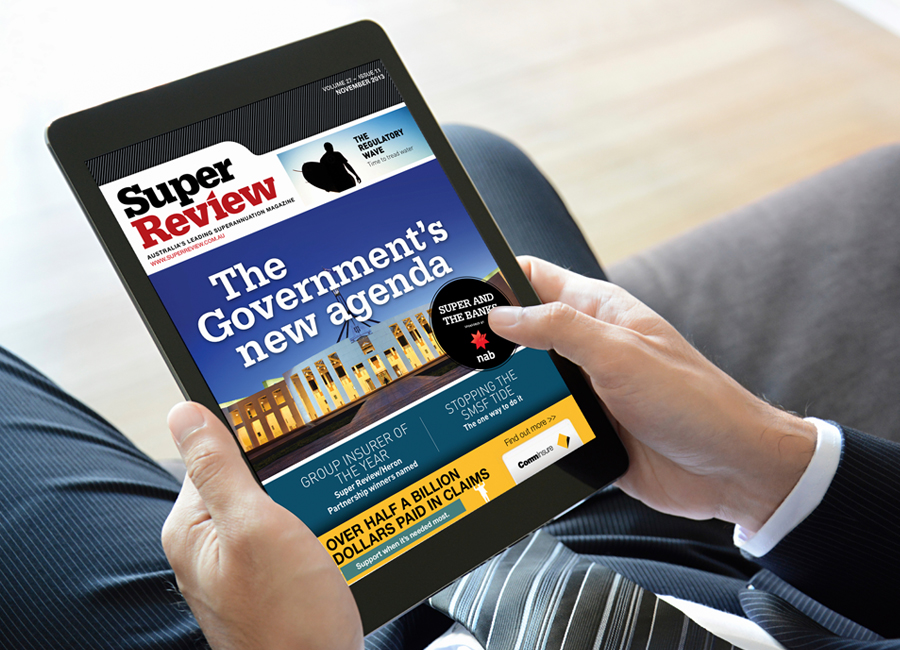 VOLUME 27 - ISSUE 11
NOVEMBER 2013
THE
REGULATORY
WAVE
Time to tread water
Super
Review
AUSTRALIA'S LEADING SUPERANNUATION MAGAZINE
WWW.SUPERREVIEW.COM.AU
The
Government's
new agenda
SUPER AND
THE BANKS
nab
GROUP INSURER OF
THE YEAR
Super Review/Heron
Partnership winners named
STOPPING THE
SMSF TIDE
The one way to do it
OVER HALF A BILLION
DOLLARS PAID IN CLAIMS
Support when it's needed most.
Find out more >>
CommInsure